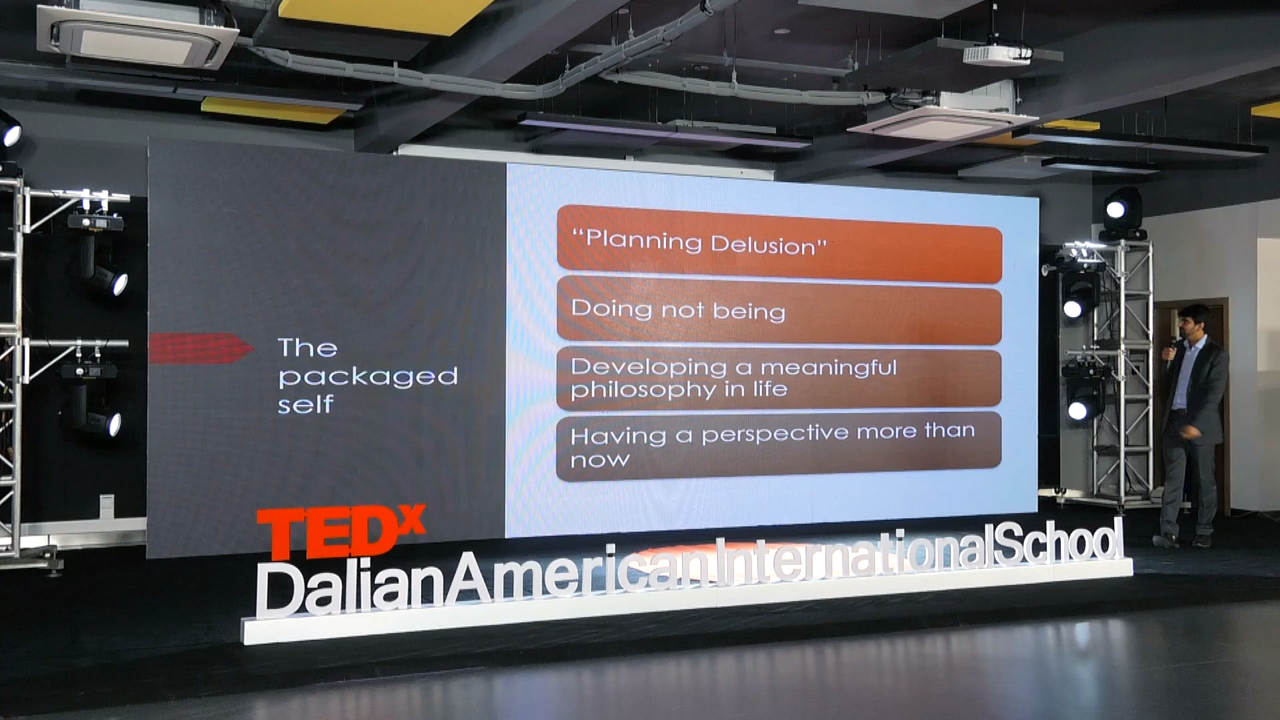 The
packaged
self
“Planning Delusion”
Doing not being
Developing a meaningful
philosophy in life
Having a perspective more than
now
TEDx
DalianAmericanInternationalSchool